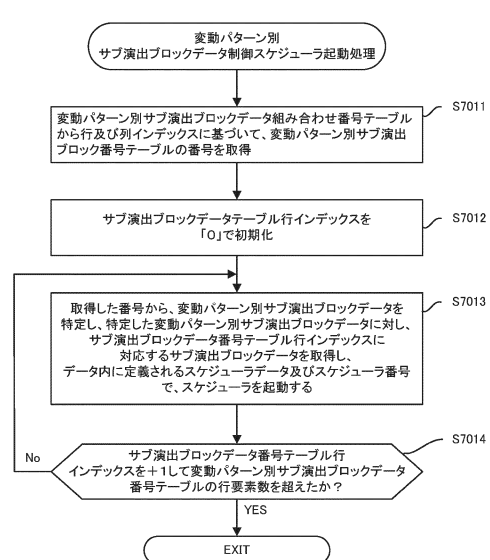 変動パターン別
サブ演出ブロックデータ制御スケジューラ起動処理
S7011
変動パターン別サブ演出ブロックデータ組み合わせ番号テーブル
から行及び列インデックスに基づいて、変動パターン別サブ演出
ブロック番号テーブルの番号を取得
S7012
サブ演出ブロックデータテーブル行インデックスを
「0」で初期化
S7013
取得した番号から、変動パターン別サブ演出ブロックデータを
特定し、特定した変動パターン別サブ演出ブロックデータに対し、
サブ演出ブロックデータ番号テーブル行インデックスに
対応するサブ演出ブロックデータを取得し、
データ内に定義されるスケジューラデータ及びスケジューラ番号
で、スケジューラを起動する
S7014
サブ演出ブロックデータ番号テーブル行
インデックスを+1して変動パターン別サブ演出ブロックデータ
番号テーブルの行要素数を超えたか?
No
YES
EXIT